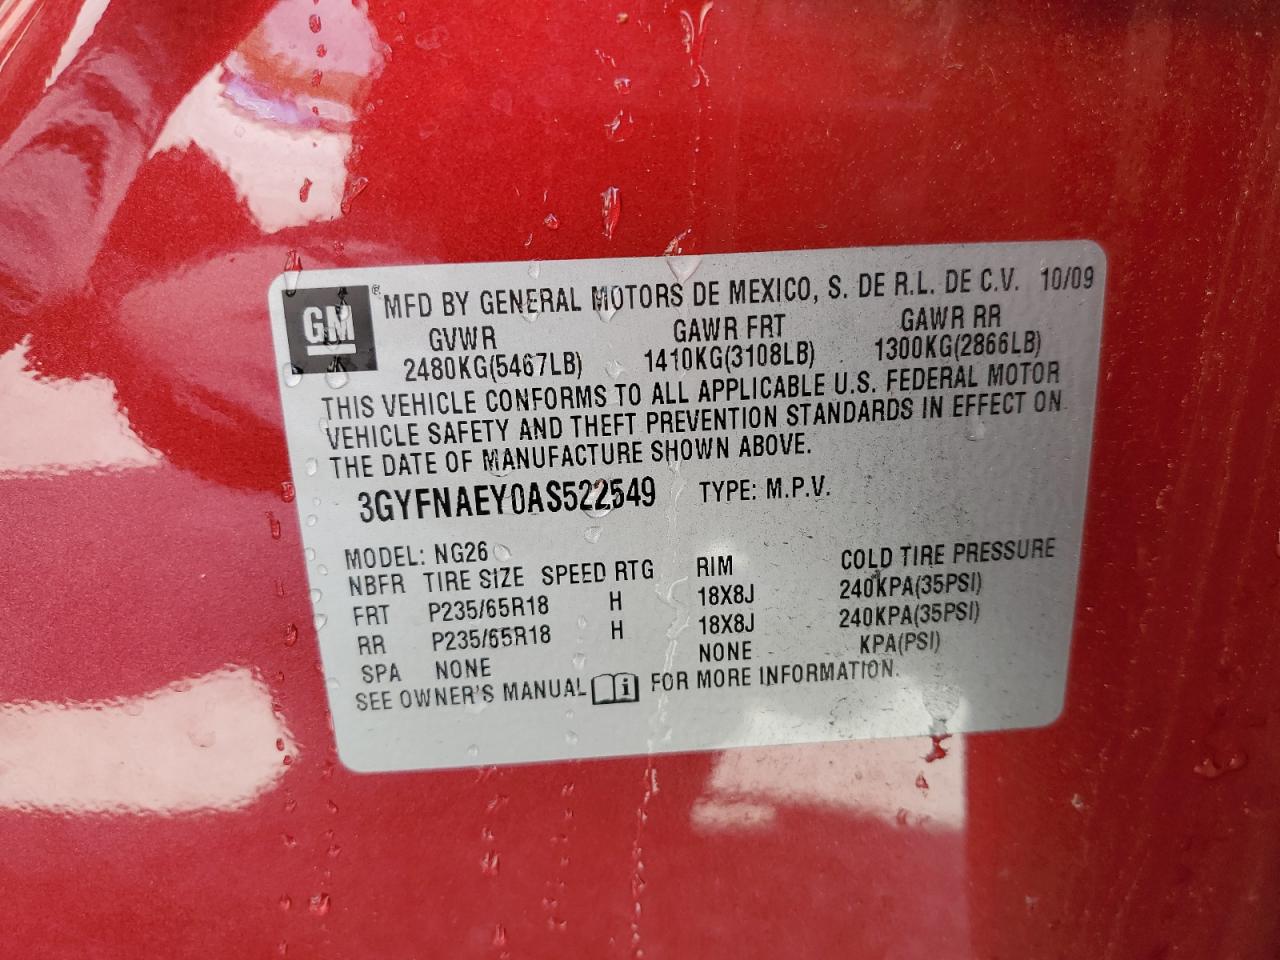 GM ® MFD BY GENERAL MOTORS DE MEXICO, S. DE R.L. DE C.V. 10/09
GVWR GAWR FRT GAWR RR
2480KG(5467LB) 1410KG(3108LB) 1300KG(2866LB)
THIS VEHICLE CONFORMS TO ALL APPLICABLE U.S. FEDERAL MOTOR
VEHICLE SAFETY AND THEFT PREVENTION STANDARDS IN EFFECT ON
THE DATE OF MANUFACTURE SHOWN ABOVE.
3GYFNAEY0AS522549 TYPE: M.P.V.
MODEL: NG26
NBFR TIRE SIZE SPEED RTG RIM COLD TIRE PRESSURE
FRT P235/65R18 H 18X8J 240KPA(35PSI)
RR P235/65R18 H 18X8J 240KPA(35PSI)
SPA NONE NONE KPA(PSI)
SEE OWNER'S MANUAL i FOR MORE INFORMATION.